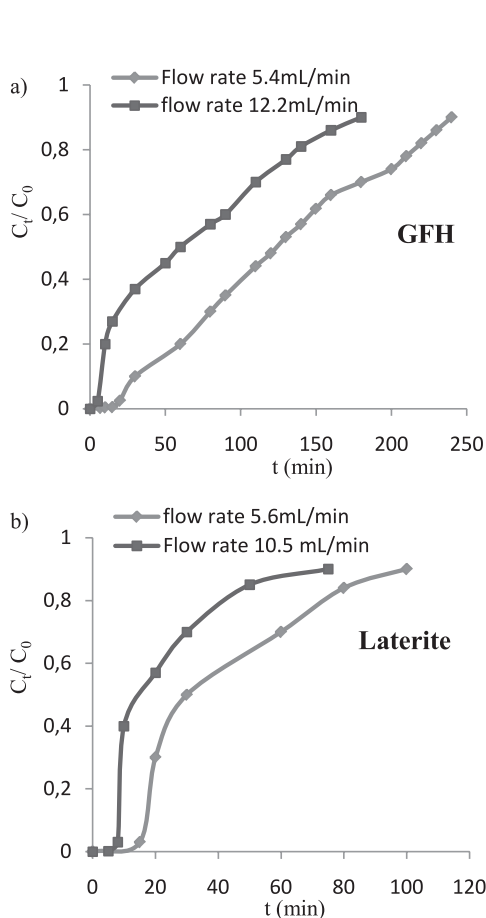 a)
Flow rate 5.4mL/min
flow rate 12.2mL/min
1
0,8
0,6
0,4
0,2
0
Cₜ/ C₀
GFH
0 50 100 150 200 250
t (min)
b)
flow rate 5.6mL/min
Flow rate 10.5 mL/min
1
0,8
0,6
0,4
0,2
0
Cₜ/ C₀
Laterite
0 20 40 60 80 100 120
t (min)